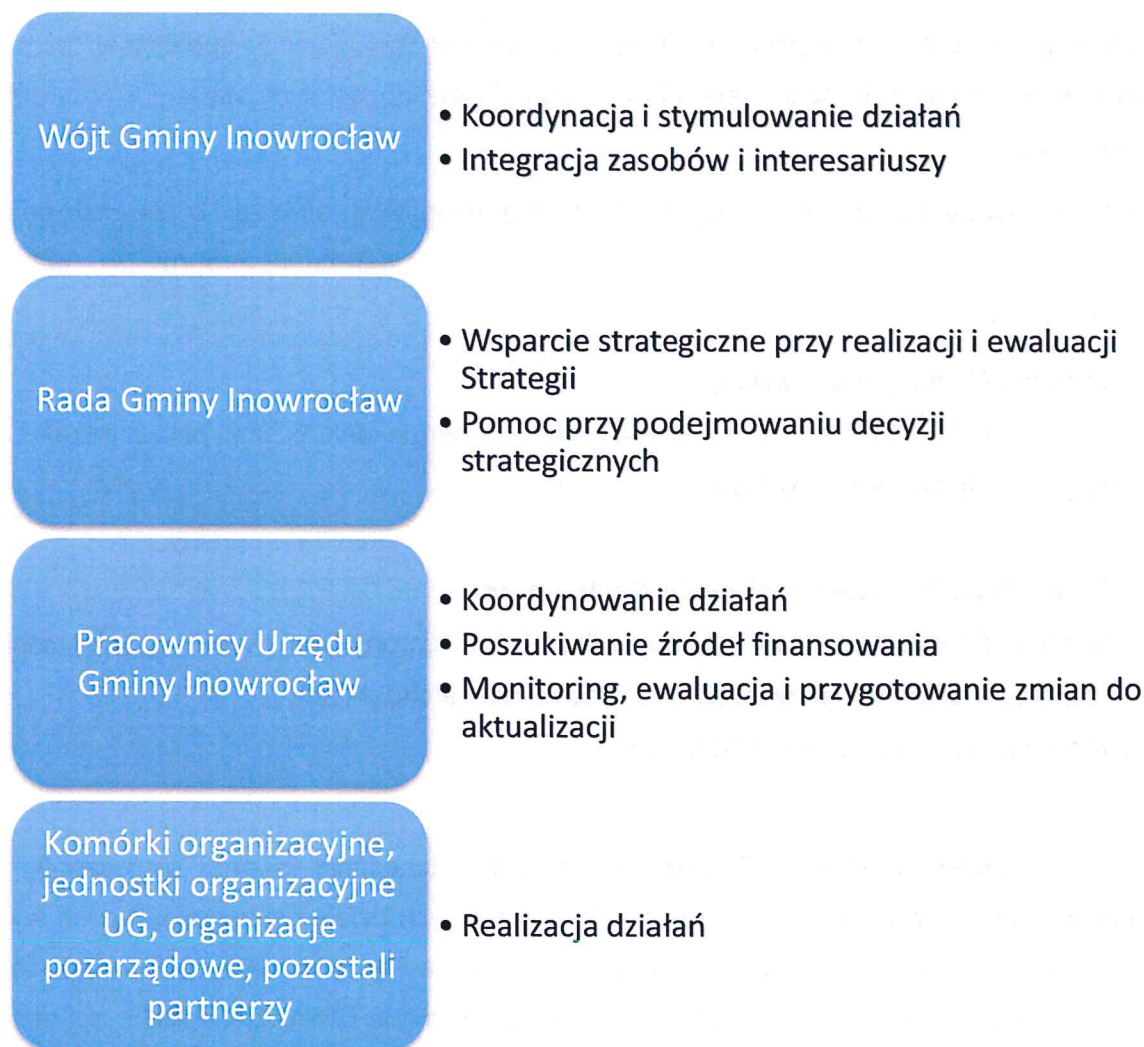 Wójt Gminy Inowrocław
• Koordynacja i stymulowanie działań
• Integracja zasobów i interesariuszy
Rada Gminy Inowrocław
• Wsparcie strategiczne przy realizacji i ewaluacji
Strategii
• Pomoc przy podejmowaniu decyzji
strategicznych
Pracownicy Urzędu
Gminy Inowrocław
• Koordynowanie działań
• Poszukiwanie źródeł finansowania
• Monitoring, ewaluacja i przygotowanie zmian do
aktualizacji
Komórki organizacyjne,
jednostki organizacyjne
UG, organizacje
pozarządowe, pozostali
partnerzy
• Realizacja działań